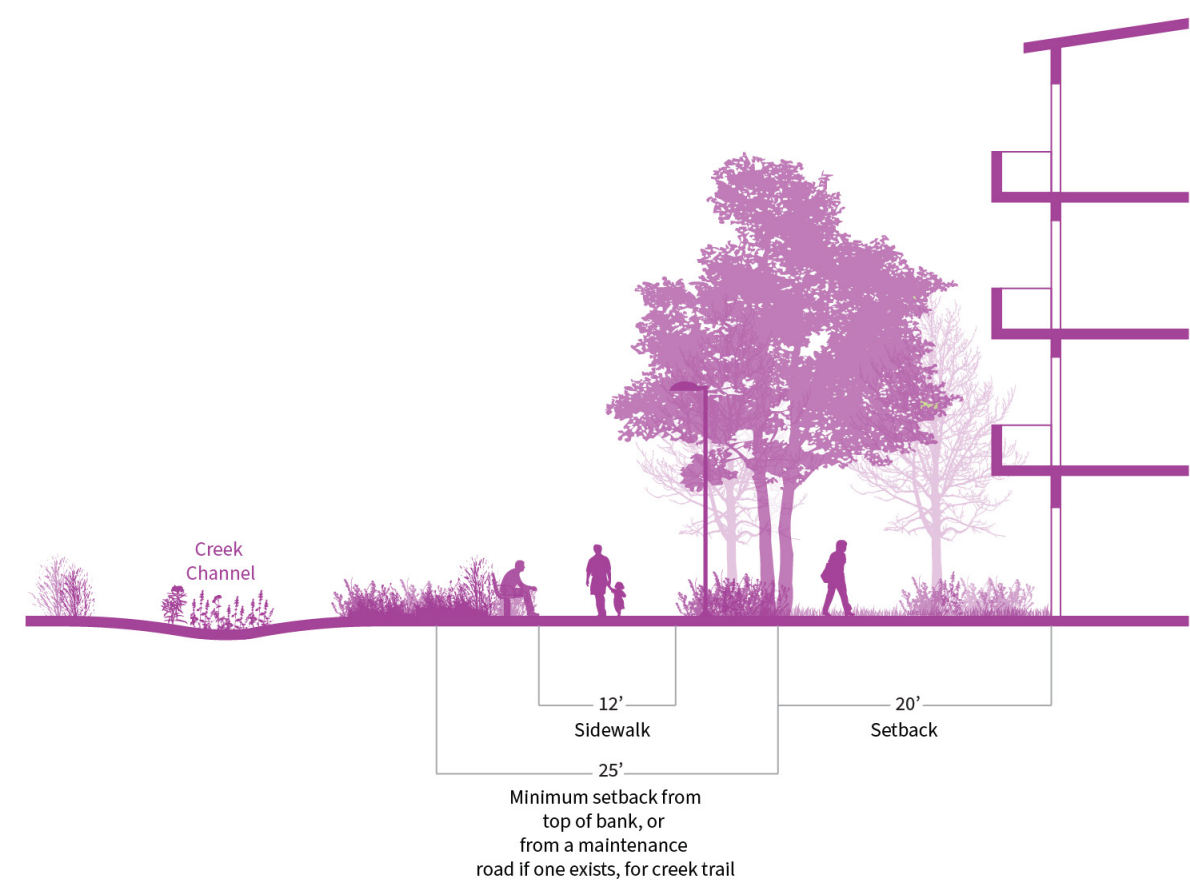 Creek
Channel
12’
Sidewalk
20’
Setback
25’
Minimum setback from
top of bank, or
from a maintenance
road if one exists, for creek trail